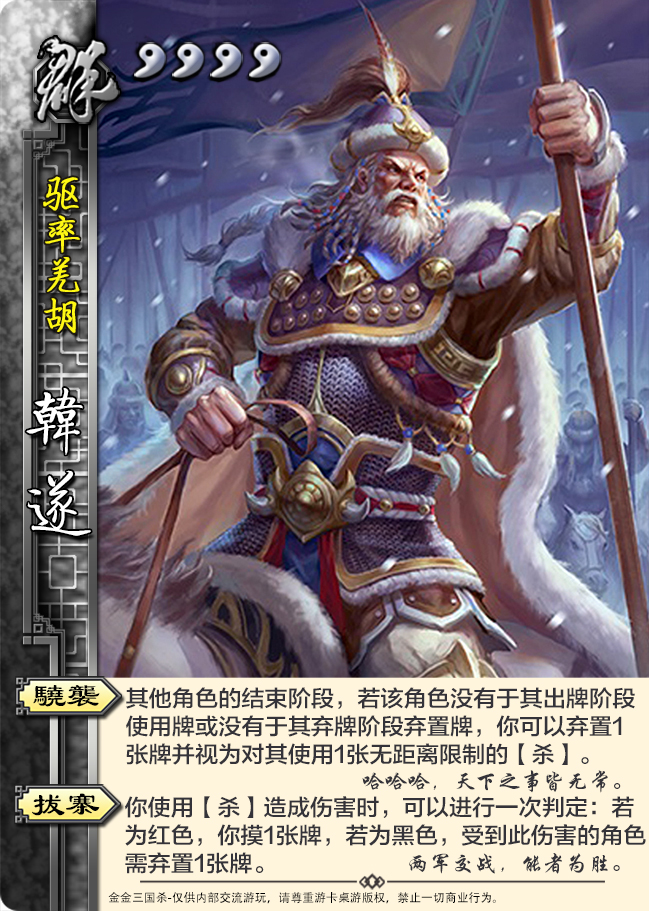 群
驱率羌胡
韓遂
驍襲
其他角色的结束阶段，若该角色没有于其出牌阶段
使用牌或没有于其弃牌阶段弃置牌，你可以弃置1
张牌并视为对其使用1张无距离限制的【杀】。
哈哈哈，天下之事皆无常。
拔寨
你使用【杀】造成伤害时，可以进行一次判定：若
为红色，你摸1张牌，若为黑色，受到此伤害的角色
需弃置1张牌。
两军交战，能者为胜。
金金三国杀-仅供内部交流游玩，请尊重游卡桌游版权，禁止一切商业行为。